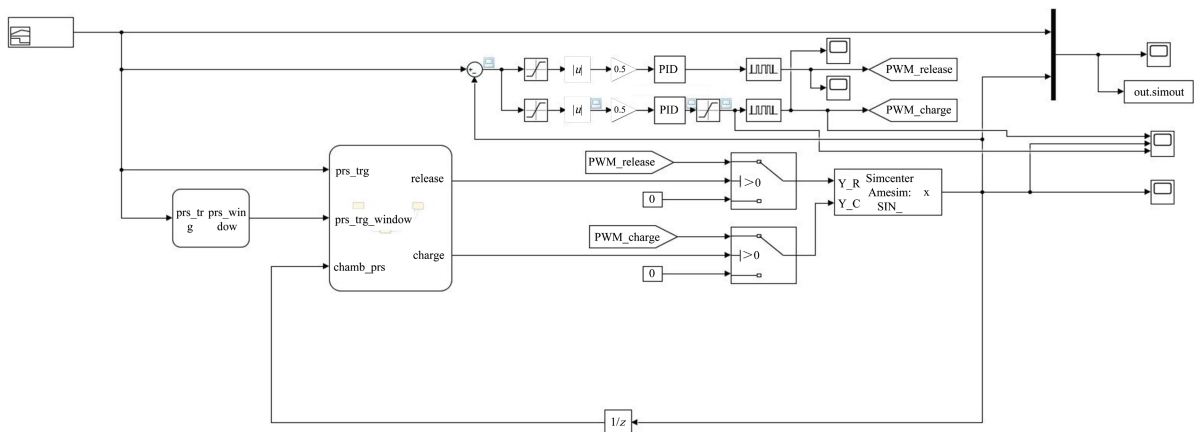 |u|
0.5
PID
PWM_release
|u|
0.5
PID
PWM_charge
out.simout
prs_trg
release
prs_trg_window
charge
chamb_prs
prs_tr
g
prs_win
dow
PWM_release
>0
0
PWM_charge
>0
0
Y_R
Y_C
Simcenter
Amesim:
SIN_
x
1/z